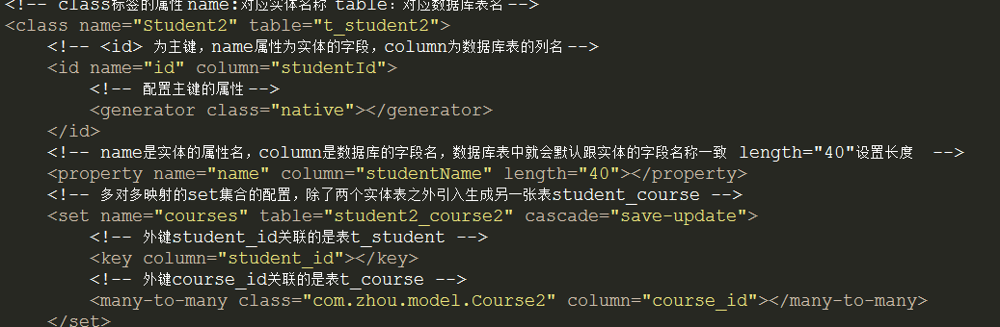 <!-- class标签的属性 name:对应实体名称 table：对应数据库表名 -->
<class name="Student2" table="t_student2">
<!-- <id> 为主键，name属性为实体的字段，column为数据库表的列名 -->
<id name="id" column="studentId">
<!-- 配置主键的属性 -->
<generator class="native"></generator>
</id>
<!-- name是实体的属性名，column是数据库的字段名，数据库表中就会默认跟实体的字段名称一致 length="40"设置长度  -->
<property name="name" column="studentName" length="40"></property>
<!-- 多对多映射的set集合的配置，除了两个实体表之外引入生成另一张表student_course -->
<set name="courses" table="student2_course2" cascade="save-update">
<!-- 外键student_id关联的是表t_student -->
<key column="student_id"></key>
<!-- 外键course_id关联的是表t_course -->
<many-to-many class="com.zhou.model.Course2" column="course_id"></many-to-many>
</set>